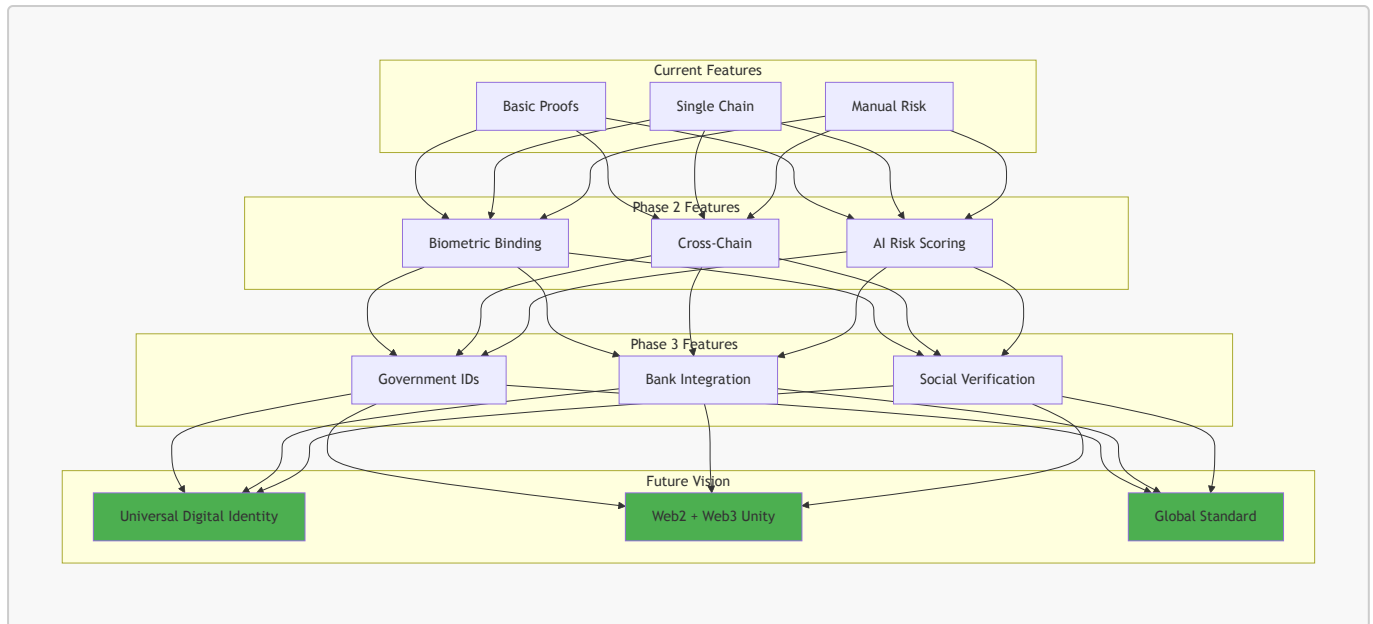 Current Features
Basic Proofs
Single Chain
Manual Risk
Phase 2 Features
Biometric Binding
Cross-Chain
AI Risk Scoring
Phase 3 Features
Government IDs
Bank Integration
Social Verification
Future Vision
Universal Digital Identity
Web2 + Web3 Unity
Global Standard